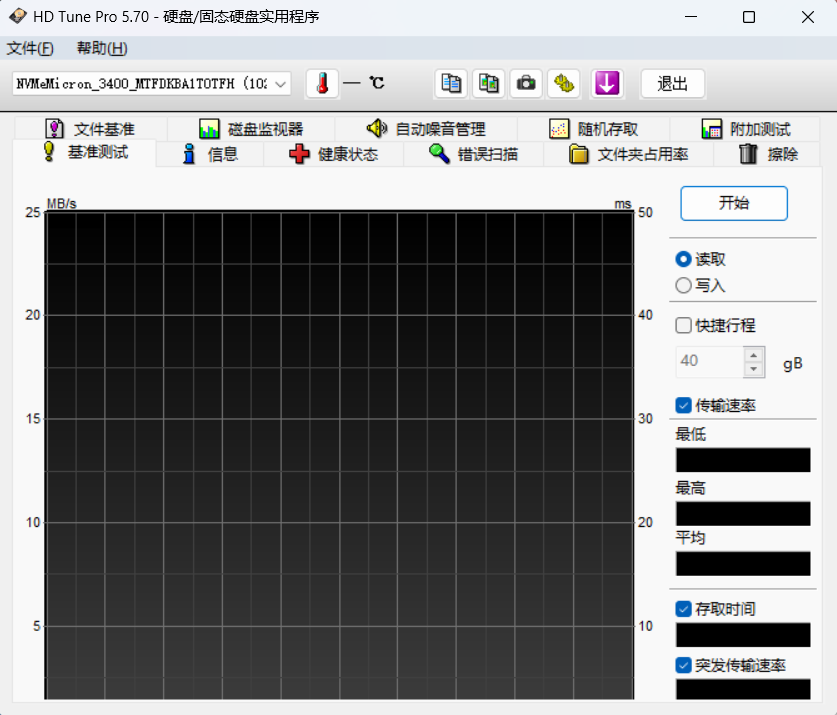 HD Tune Pro 5.70 - 硬盘/固态硬盘实用程序
文件(F) 帮助(H)
NVMeMicron_3400_MTFDKBA1T0TFH (102 — ℃ 退出
文件基准 磁盘监视器 自动噪音管理 随机存取 附加测试
基准测试 信息 健康状态 错误扫描 文件夹占用率 擦除
MB/s ms
25 50
20 40
15 30
10 20
5 10
开始
读取
写入
快捷行程
40 gB
传输速率
最低
最高
平均
存取时间
突发传输速率